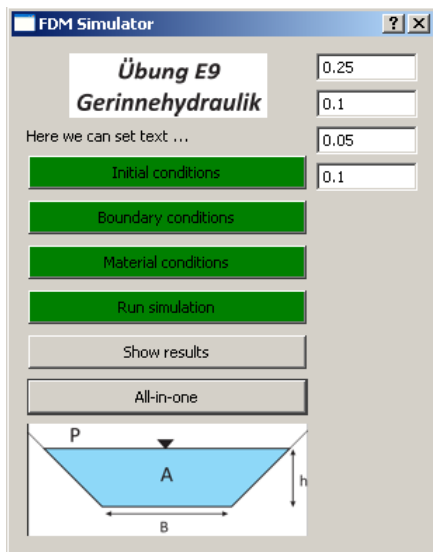 FDM Simulator
Übung E9
Gerinnehydraulik
0.25
0.1
0.05
0.1
Here we can set text ...
Initial conditions
Boundary conditions
Material conditions
Run simulation
Show results
All-in-one
P
A
h
B